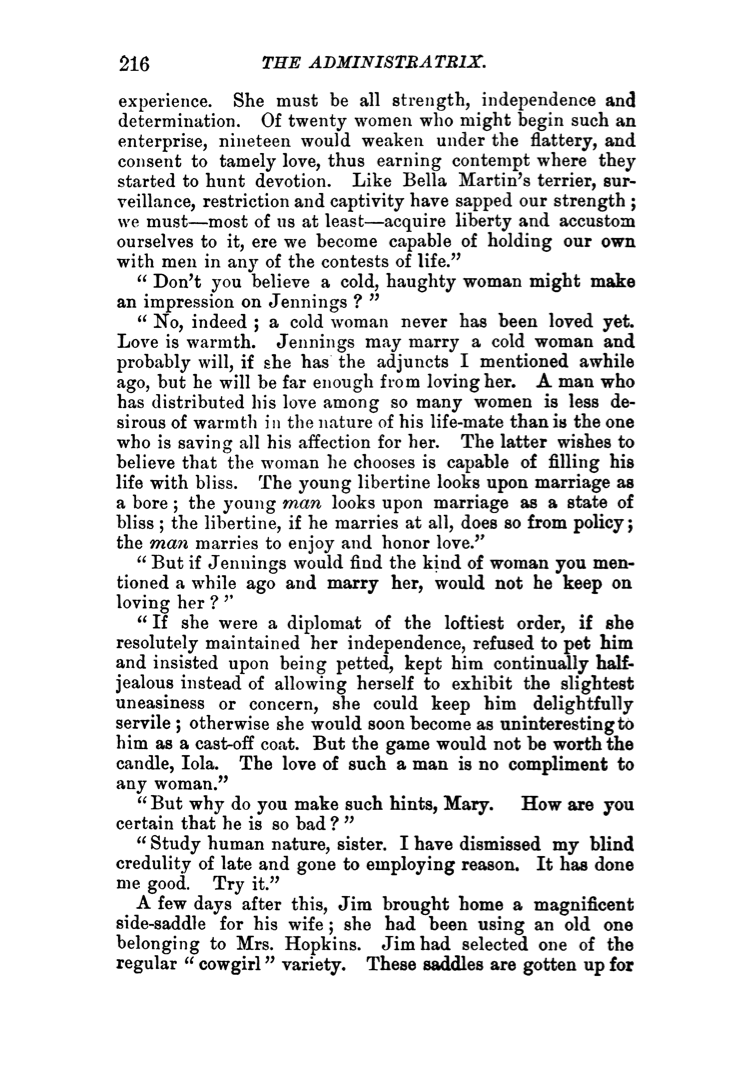 216 THE ADMINISTRATRIX.
experience. She must be all strength, independence and
determination. Of twenty women who might begin such an
enterprise, nineteen would weaken under the flattery, and
consent to tamely love, thus earning contempt where they
started to hunt devotion. Like Bella Martin's terrier, sur-
veillance, restriction and captivity have sapped our strength ;
we must—most of us at least—acquire liberty and accustom
ourselves to it, ere we become capable of holding our own
with men in any of the contests of life."
" Don't you believe a cold, haughty woman might make
an impression on Jennings ? "
" No, indeed ; a cold woman never has been loved yet.
Love is warmth. Jennings may marry a cold woman and
probably will, if she has the adjuncts I mentioned awhile
ago, but he will be far enough from loving her. A man who
has distributed his love among so many women is less de-
sirous of warmth in the nature of his life-mate than is the one
who is saving all his affection for her. The latter wishes to
believe that the woman he chooses is capable of filling his
life with bliss. The young libertine looks upon marriage as
a bore ; the young man looks upon marriage as a state of
bliss ; the libertine, if he marries at all, does so from policy ;
the man marries to enjoy and honor love."
" But if Jennings would find the kind of woman you men-
tioned a while ago and marry her, would not he keep on
loving her ? "
" If she were a diplomat of the loftiest order, if she
resolutely maintained her independence, refused to pet him
and insisted upon being petted, kept him continually half-
jealous instead of allowing herself to exhibit the slightest
uneasiness or concern, she could keep him delightfully
servile ; otherwise she would soon become as uninteresting to
him as a cast-off coat. But the game would not be worth the
candle, Iola. The love of such a man is no compliment to
any woman."
" But why do you make such hints, Mary. How are you
certain that he is so bad ? "
" Study human nature, sister. I have dismissed my blind
credulity of late and gone to employing reason. It has done
me good. Try it."
A few days after this, Jim brought home a magnificent
side-saddle for his wife ; she had been using an old one
belonging to Mrs. Hopkins. Jim had selected one of the
regular " cowgirl " variety. These saddles are gotten up for